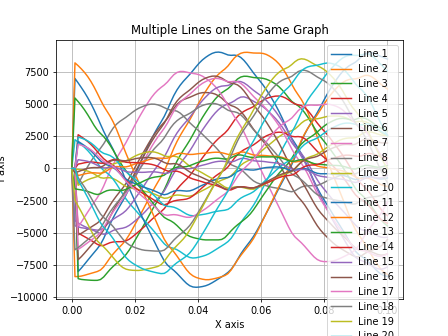 Multiple Lines on the Same Graph
7500
5000
2500
0
−2500
−5000
−7500
−10000
0.00
0.02
0.04
0.06
0.08
X axis
axis
Line 1
Line 2
Line 3
Line 4
Line 5
Line 6
Line 7
Line 8
Line 9
Line 10
Line 11
Line 12
Line 13
Line 14
Line 15
Line 16
Line 17
Line 18
Line 19
Line 20